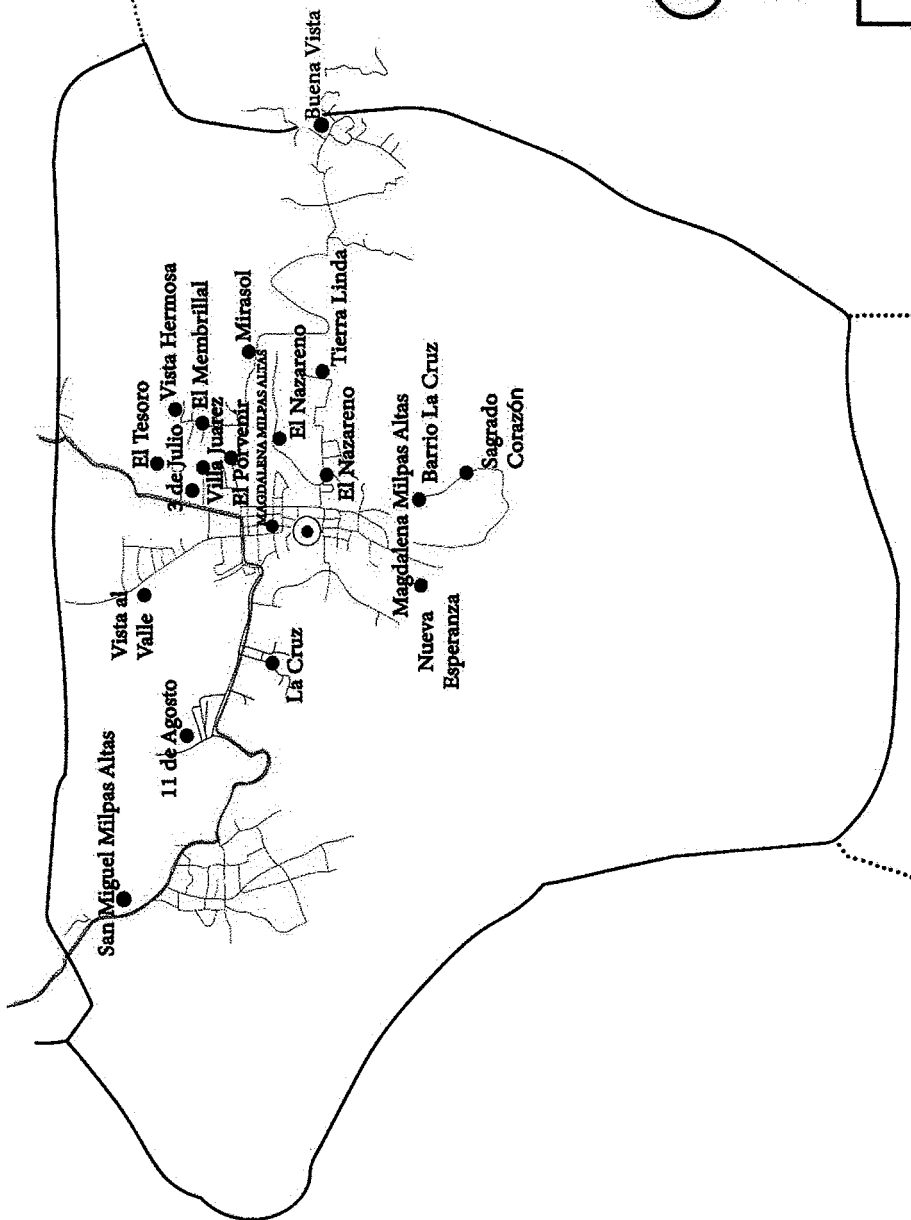 San Miguel Milpas Altas
11 de Agosto
Vista al
Valle
La Cruz
El Tesoro
3 de Julio
Vista Hermosa
Villa Juarez
El Membrillal
El Porvenir
Mirasol
MAGDALENA MILPAS ALTAS
El Nazareno
El Nazareno
Tierra Linda
Buena Vista
Magdalena Milpas Altas
Nueva
Esperanza
Barrio La Cruz
Sagrado
Corazón